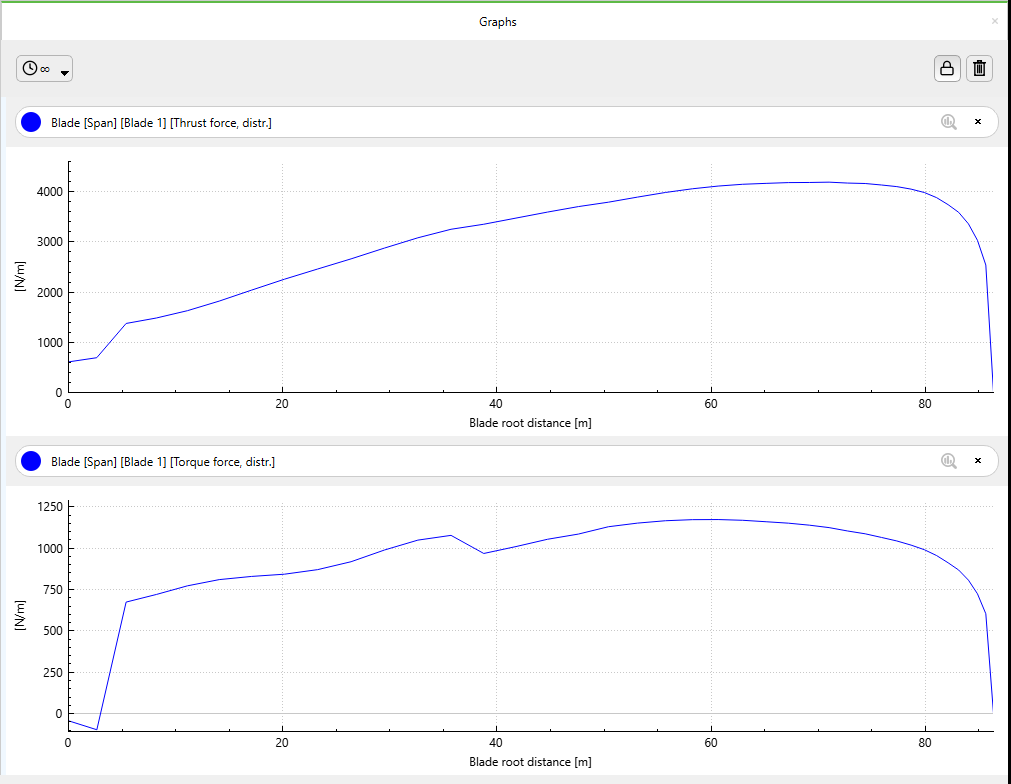 Graphs
∞
Blade [Span] [Blade 1] [Thrust force, distr.]
4000
3000
2000
1000
0
[N/m]
0 20 40 60 80
Blade root distance [m]
Blade [Span] [Blade 1] [Torque force, distr.]
1250
1000
750
500
250
0
[N/m]
0 20 40 60 80
Blade root distance [m]